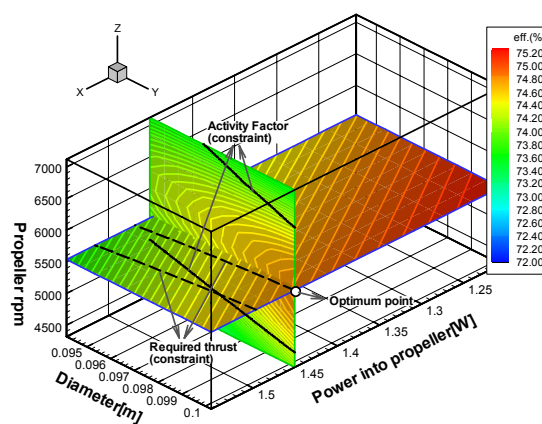 Z
X
Y
eff.(%
75.20
75.00
74.80
74.60
74.40
74.20
74.00
73.80
73.60
73.40
73.20
73.00
72.80
72.60
72.40
72.20
72.00
Activity Factor
(constraint)
7000
6500
6000
5500
5000
4500
Propeller rpm
Optimum point
Required thrust
(constraint)
0.095
0.096
0.097
0.098
0.099
0.1
Diameter[m]
1.5
1.45
1.4
1.35
1.3
1.25
Power into propeller[W]